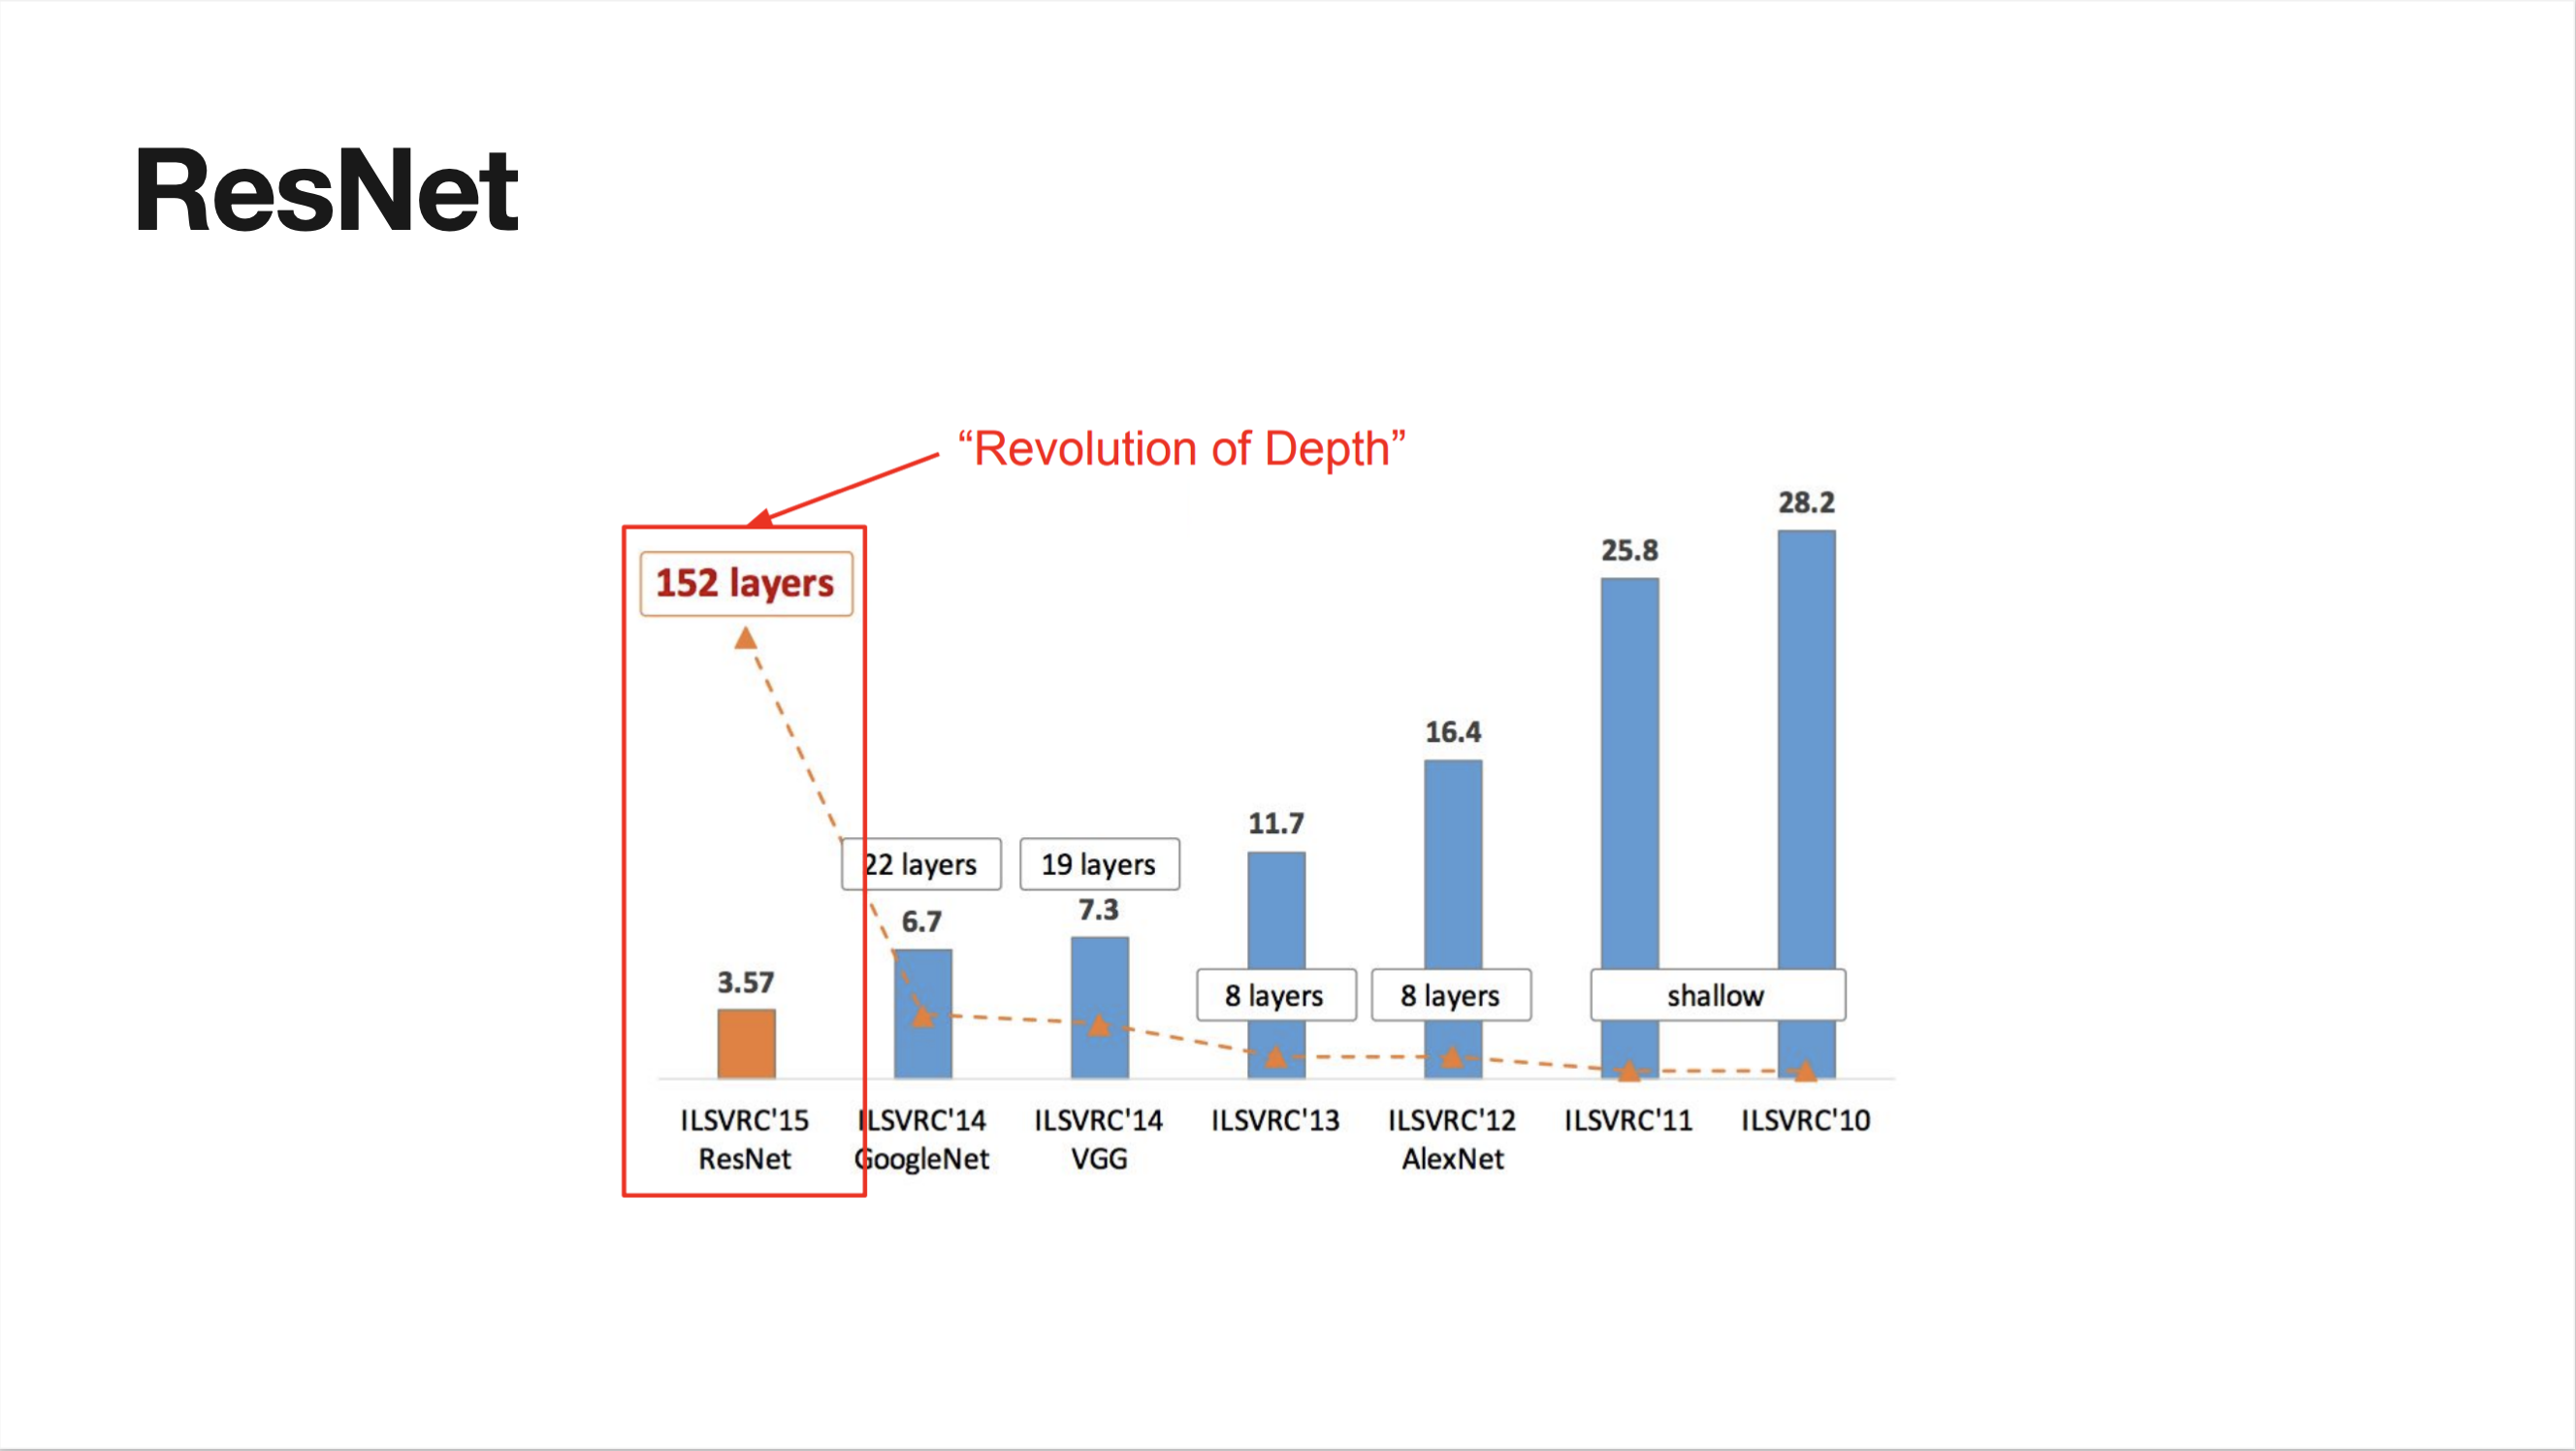 ResNet
“Revolution of Depth”
28.2
25.8
152 layers
16.4
11.7
22 layers
19 layers
6.7
7.3
3.57
8 layers
8 layers
shallow
ILSVRC'15
ResNet
ILSVRC'14
GoogleNet
ILSVRC'14
VGG
ILSVRC'13
ILSVRC'12
AlexNet
ILSVRC'11
ILSVRC'10